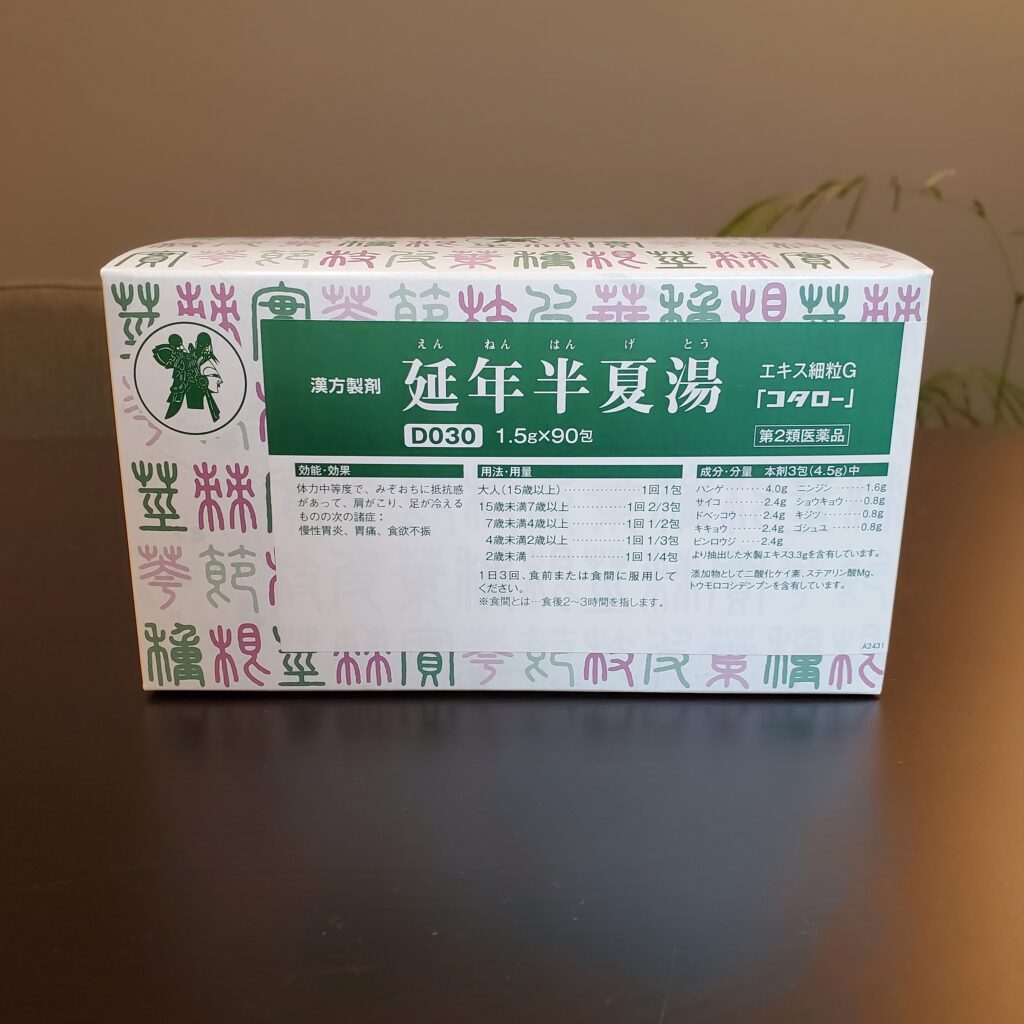 えん ねん はん げ とう
漢方製剤 延年半夏湯 エキス細粒G
「コタロー」
D030 1.5g×90包 第2類医薬品
効能・効果
体力中等度で、みぞおちに抵抗感
があって、肩がこり、足が冷える
ものの次の諸症:
慢性胃炎、胃痛、食欲不振
用法・用量
大人(15歳以上)……………1回 1包
15歳未満7歳以上…………1回 2/3包
7歳未満4歳以上…………1回 1/2包
4歳未満2歳以上…………1回 1/3包
2歳未満……………………1回 1/4包
1日3回、食前または食間に服用して
ください。
※食間とは…食後2〜3時間を指します。
成分・分量 本剤3包(4.5g)中
ハンゲ……4.0g ニンジン……1.6g
サイコ……2.4g ショウキョウ…0.8g
ドベッコウ……2.4g キジツ……0.8g
キキョウ……2.4g ゴシュユ……0.8g
ビンロウジ……2.4g
より抽出した水製エキス3.3gを含有しています。
添加物として二酸化ケイ素、ステアリン酸Mg、
トウモロコシデンプンを含有しています。
A2431